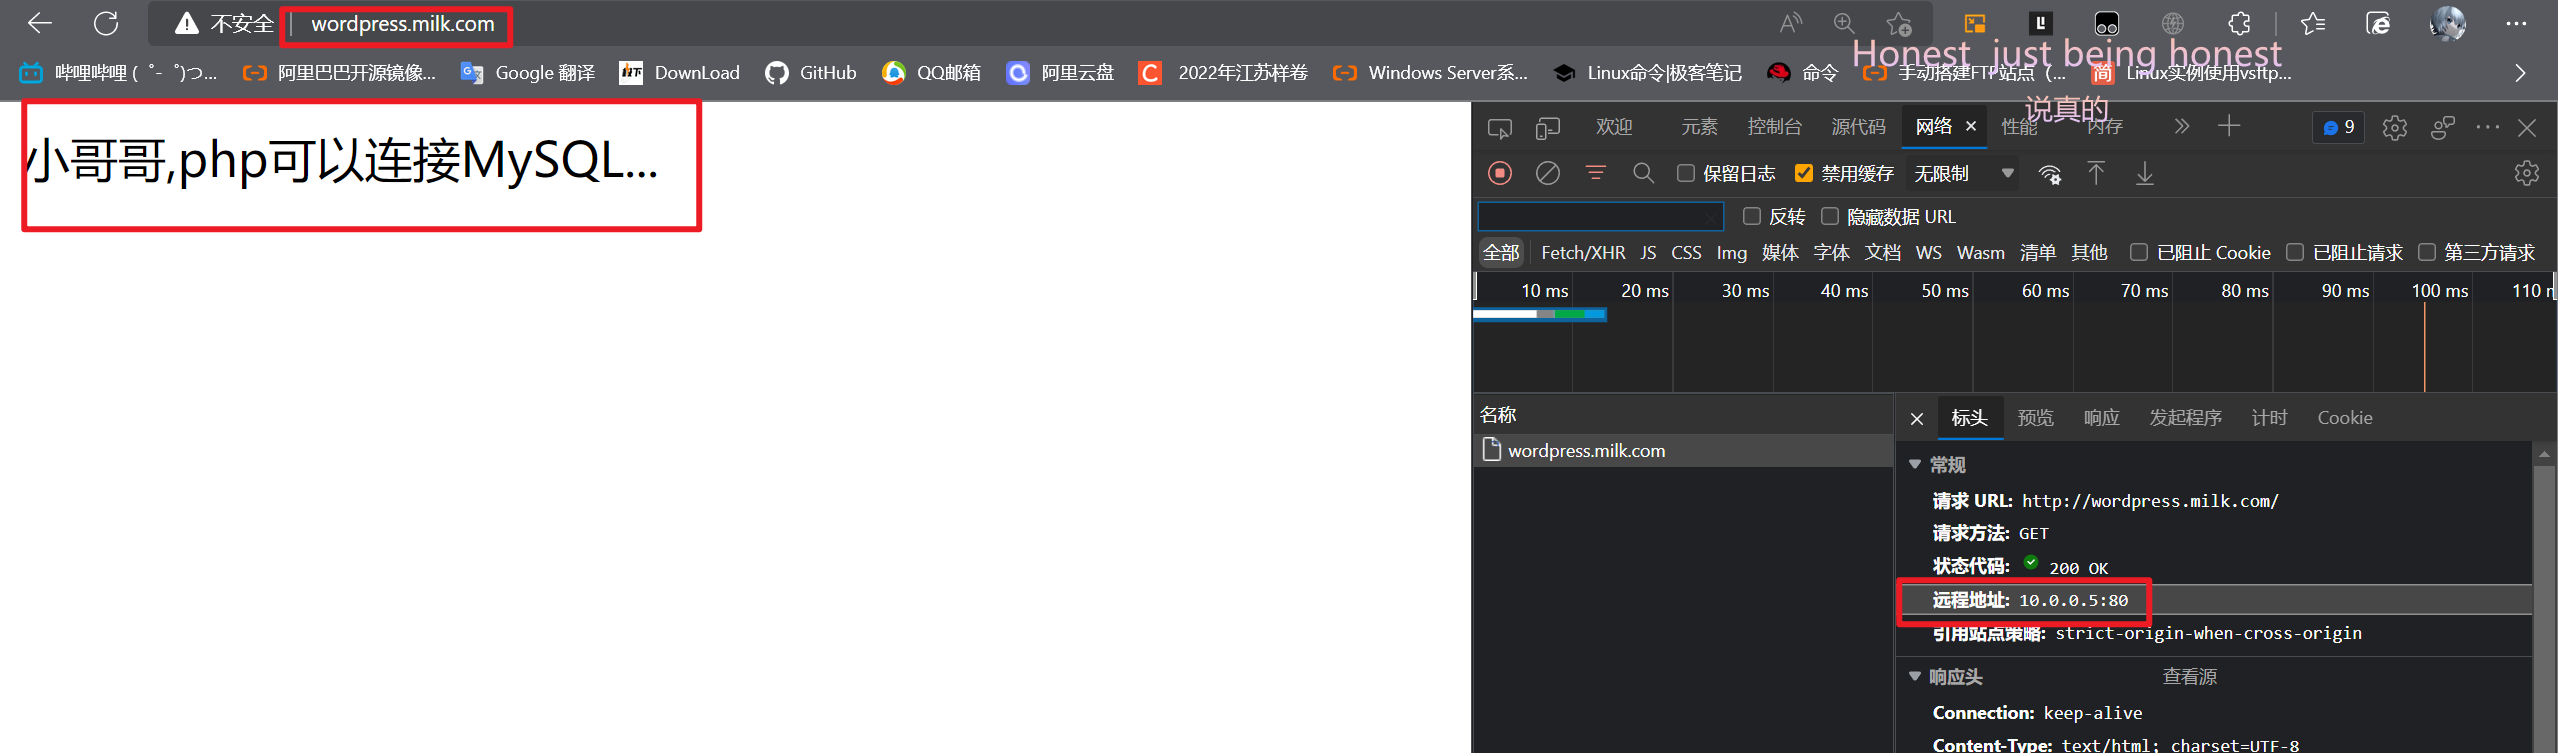 不安全 wordpress.milk.com
Honest just being honest
哔哩哔哩 (゜-゜)つ... 阿里巴巴开源镜像... Google 翻译 DownLoad GitHub QQ邮箱 阿里云盘 2022年江苏样卷 Windows Server系... Linux命令|极客笔记 命令 手动搭建FTP站点（... Linux实例使用vsftp...
说真的
小哥哥,php可以连接MySQL...
欢迎 元素 控制台 源代码 网络 性能 内存 9
保留日志 禁用缓存 无限制
反转 隐藏数据 URL
全部 Fetch/XHR JS CSS Img 媒体 字体 文档 WS Wasm 清单 其他 已阻止 Cookie 已阻止请求 第三方请求
10 ms 20 ms 30 ms 40 ms 50 ms 60 ms 70 ms 80 ms 90 ms 100 ms 110
名称
wordpress.milk.com
标头 预览 响应 发起程序 计时 Cookie
常规
请求 URL: http://wordpress.milk.com/
请求方法: GET
状态代码: 200 OK
远程地址: 10.0.0.5:80
引用站点策略: strict-origin-when-cross-origin
响应头 查看源
Connection: keep-alive
Content-Type: text/html; charset=UTF-8